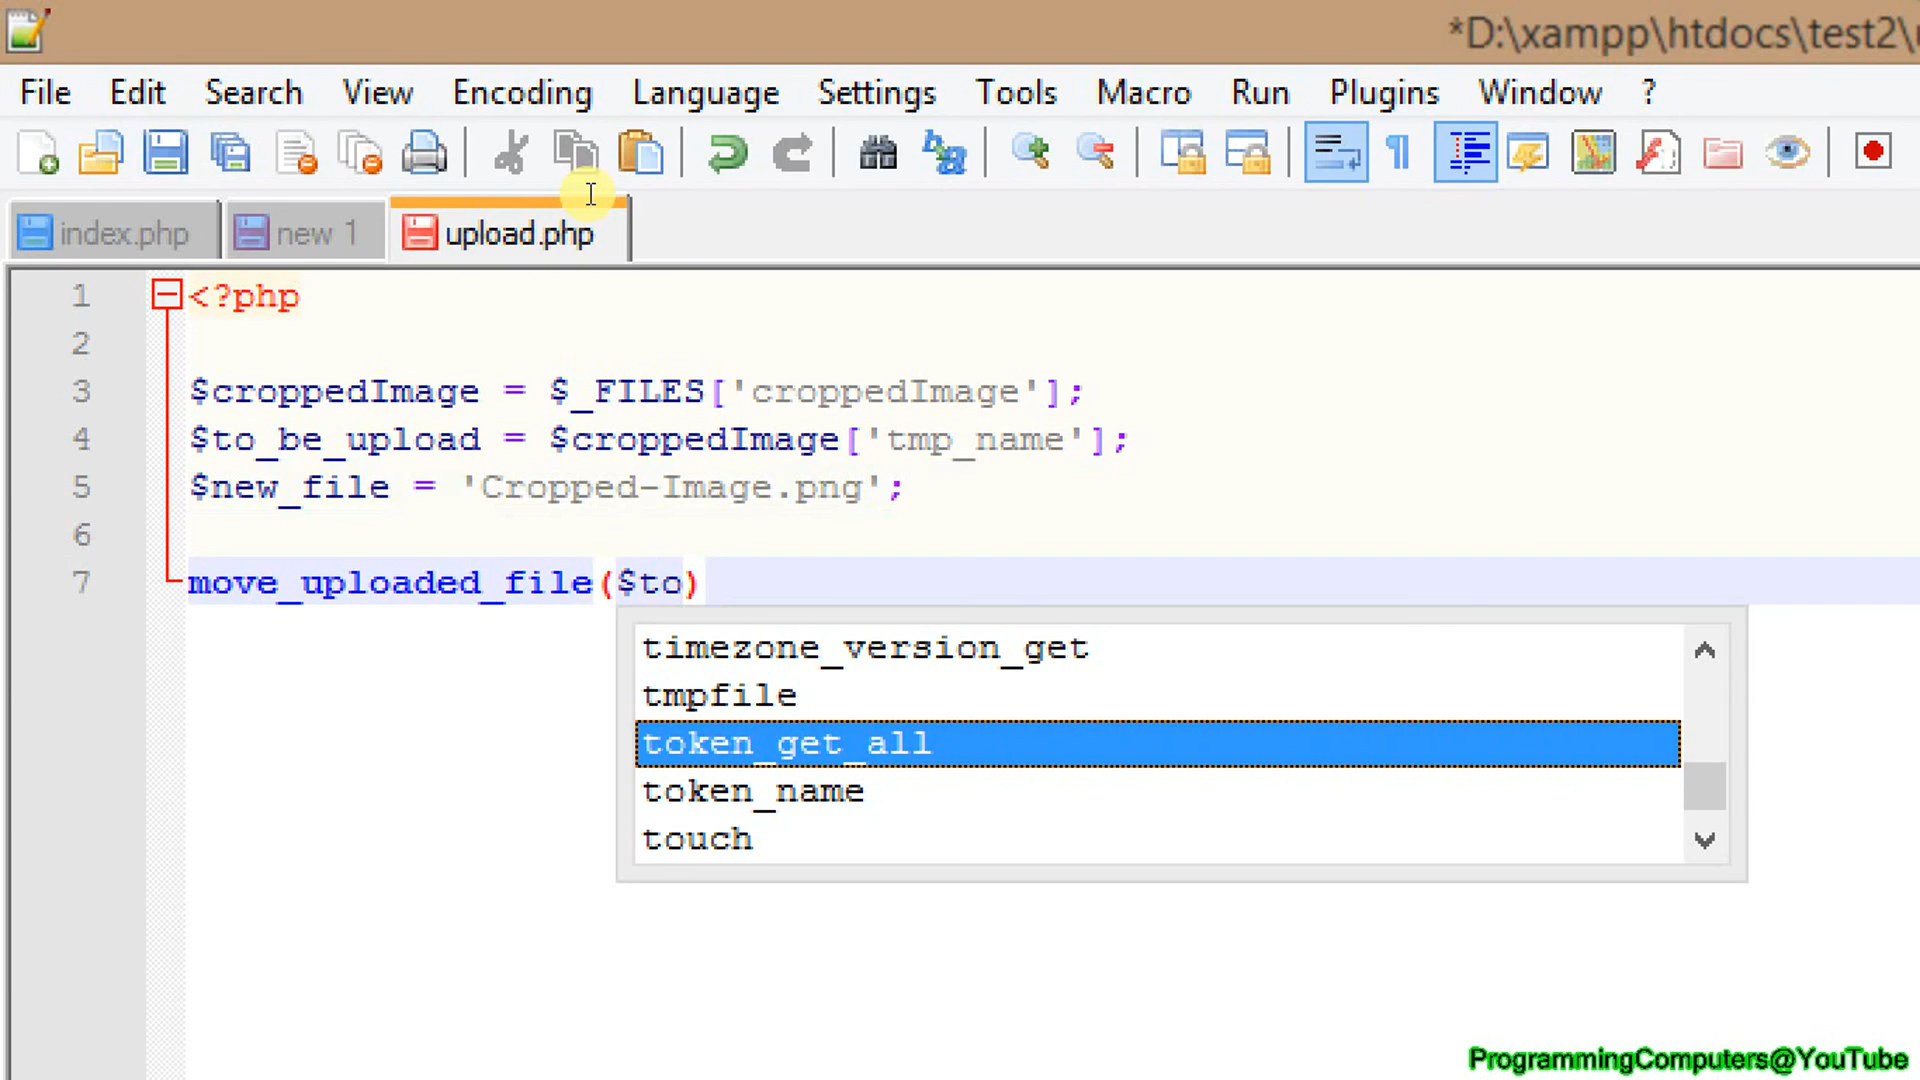 *D:\xampp\htdocs\test2\
File Edit Search View Encoding Language Settings Tools Macro Run Plugins Window ?
index.php new 1 upload.php
1 <?php
2
3 $croppedImage = $_FILES['croppedImage'];
4 $to_be_upload = $croppedImage['tmp_name'];
5 $new_file = 'Cropped-Image.png';
6
7 move_uploaded_file($to)
timezone_version_get
tmpfile
token_get_all
token_name
touch
ProgrammingComputers@YouTube